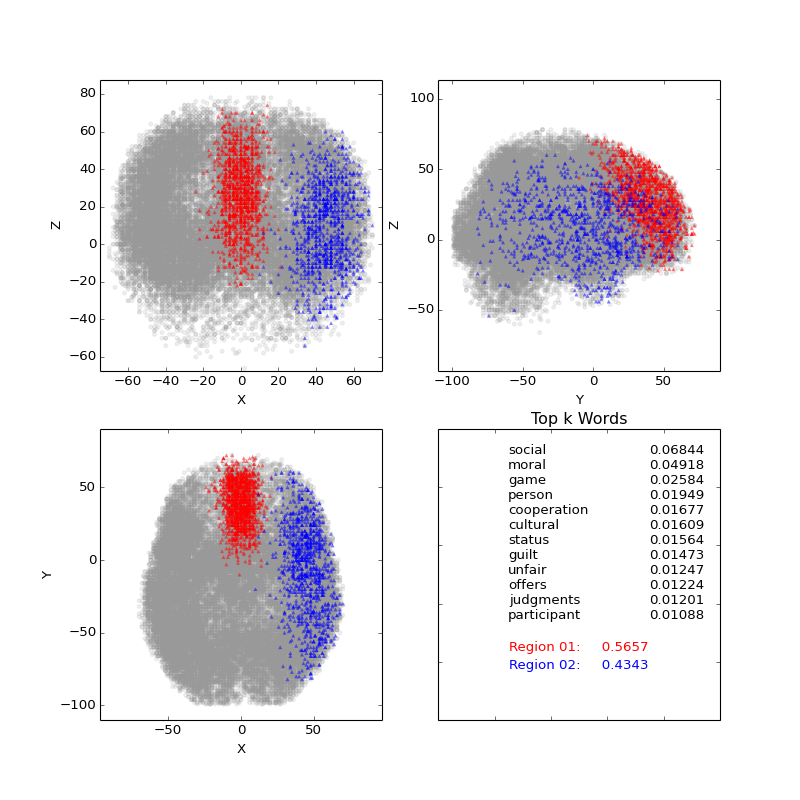 80
60
40
20
0
−20
−40
−60
Z
−60 −40 −20 0 20 40 60
X
100
50
0
−50
Z
−100 −50 0 50
Y
50
0
−50
−100
Y
−50 0 50
X
Top k Words
social 0.06844
moral 0.04918
game 0.02584
person 0.01949
cooperation 0.01677
cultural 0.01609
status 0.01564
guilt 0.01473
unfair 0.01247
offers 0.01224
judgments 0.01201
participant 0.01088
Region 01: 0.5657
Region 02: 0.4343